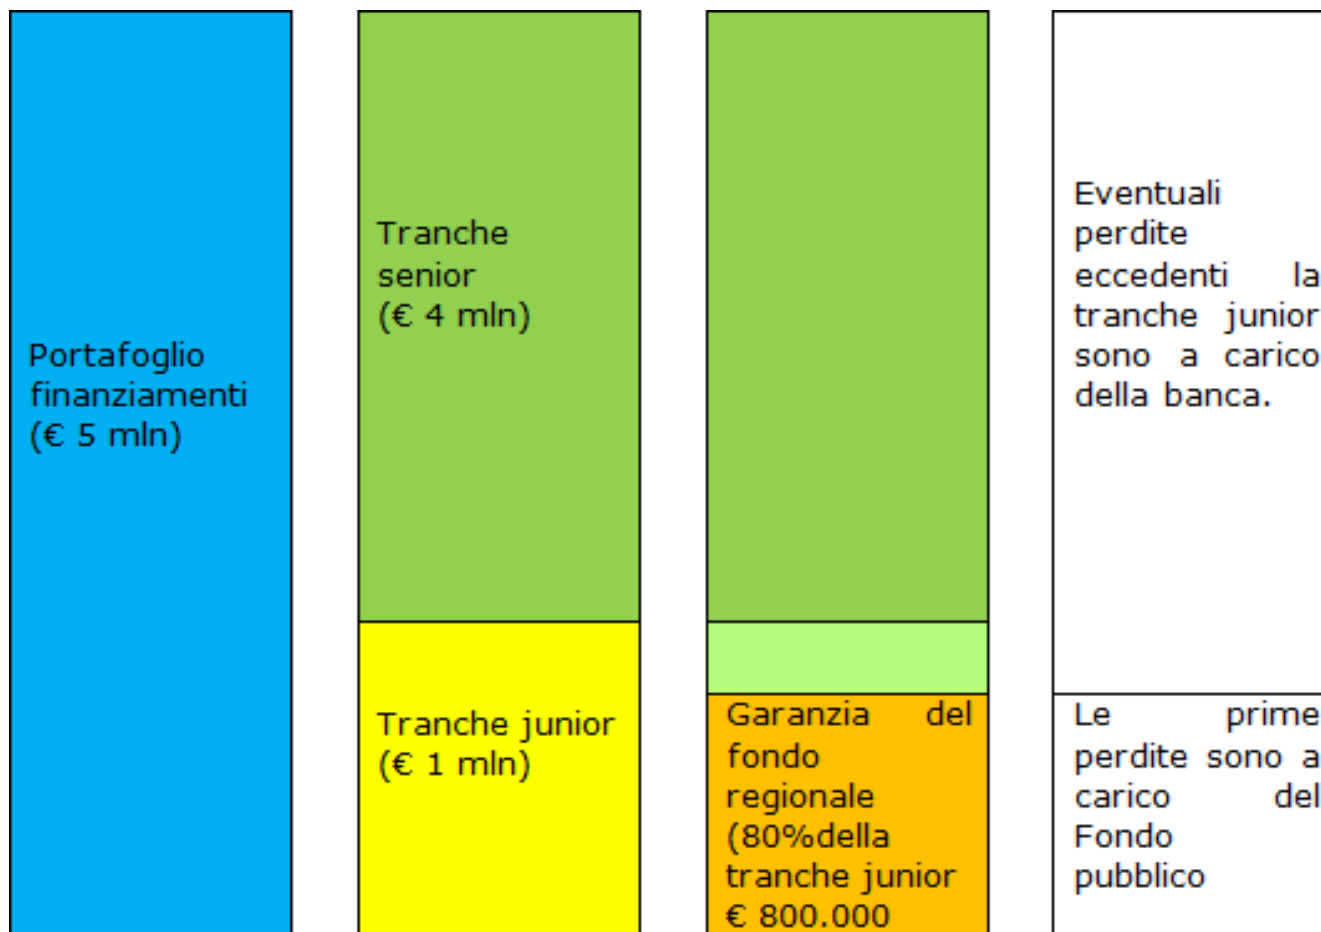 Portafoglio
finanziamenti
(€ 5 mln)
Tranche
senior
(€ 4 mln)
Tranche junior
(€ 1 mln)
Garanzia del
fondo
regionale
(80%della
tranche junior
€ 800.000
Eventuali
perdite
eccedenti la
tranche junior
sono a carico
della banca.
Le prime
perdite sono a
carico del
Fondo
pubblico